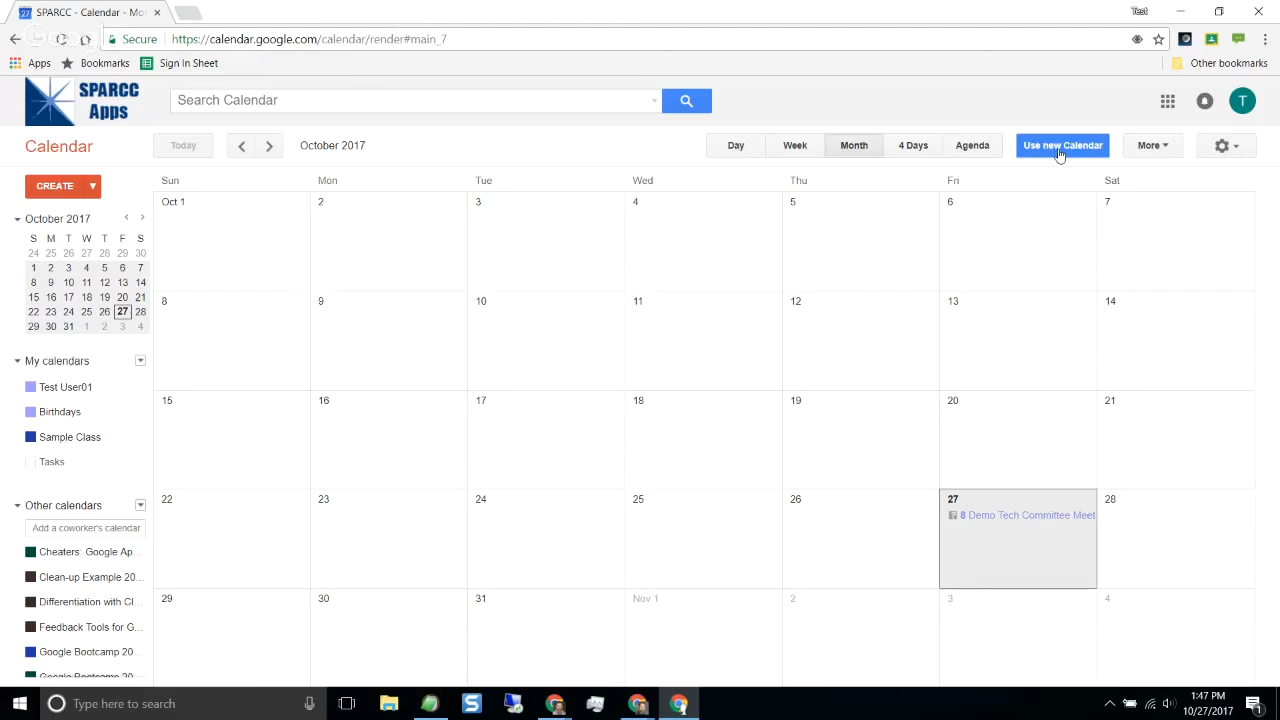 27 SPARCC - Calendar - Mo
Test
Secure https://calendar.google.com/calendar/render#main_7
Apps Bookmarks Sign In Sheet Other bookmarks
SPARCC
Apps
Search Calendar
T
Calendar Today October 2017 Day Week Month 4 Days Agenda Use new Calendar More
CREATE
Sun Mon Tue Wed Thu Fri Sat
Oct 1 2 3 4 5 6 7
8 9 10 11 12 13 14
15 16 17 18 19 20 21
22 23 24 25 26 27 28
8 Demo Tech Committee Meet
29 30 31 Nov 1 2 3 4
October 2017
S M T W T F S
24 25 26 27 28 29 30
1 2 3 4 5 6 7
8 9 10 11 12 13 14
15 16 17 18 19 20 21
22 23 24 25 26 27 28
29 30 31 1 2 3 4
My calendars
Test User01
Birthdays
Sample Class
Tasks
Other calendars
Add a coworker's calendar
Cheaters: Google Ap...
Clean-up Example 20...
Differentiation with Cl...
Feedback Tools for G...
Google Bootcamp 20...
Google Bootcamp 20...
Type here to search
1:47 PM
10/27/2017
1